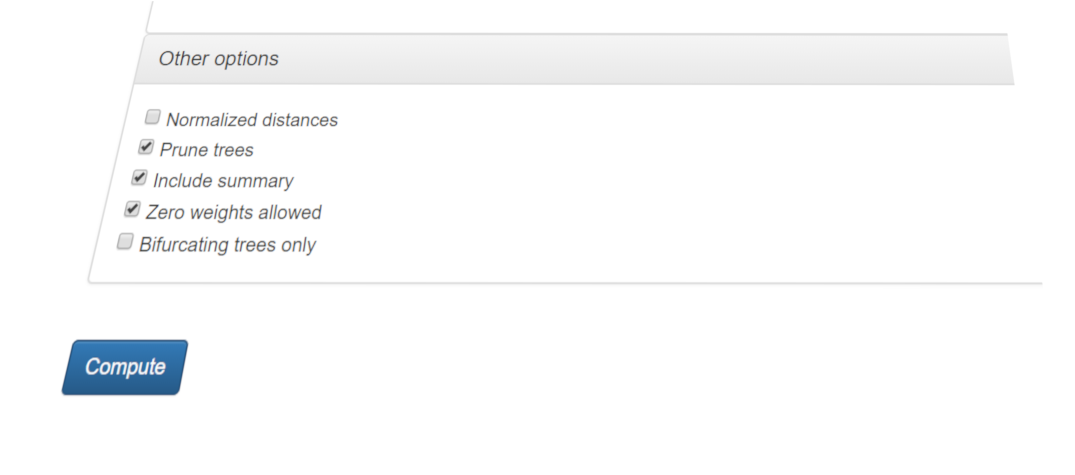 Other options
Normalized distances
Prune trees
Include summary
Zero weights allowed
Bifurcating trees only
Compute